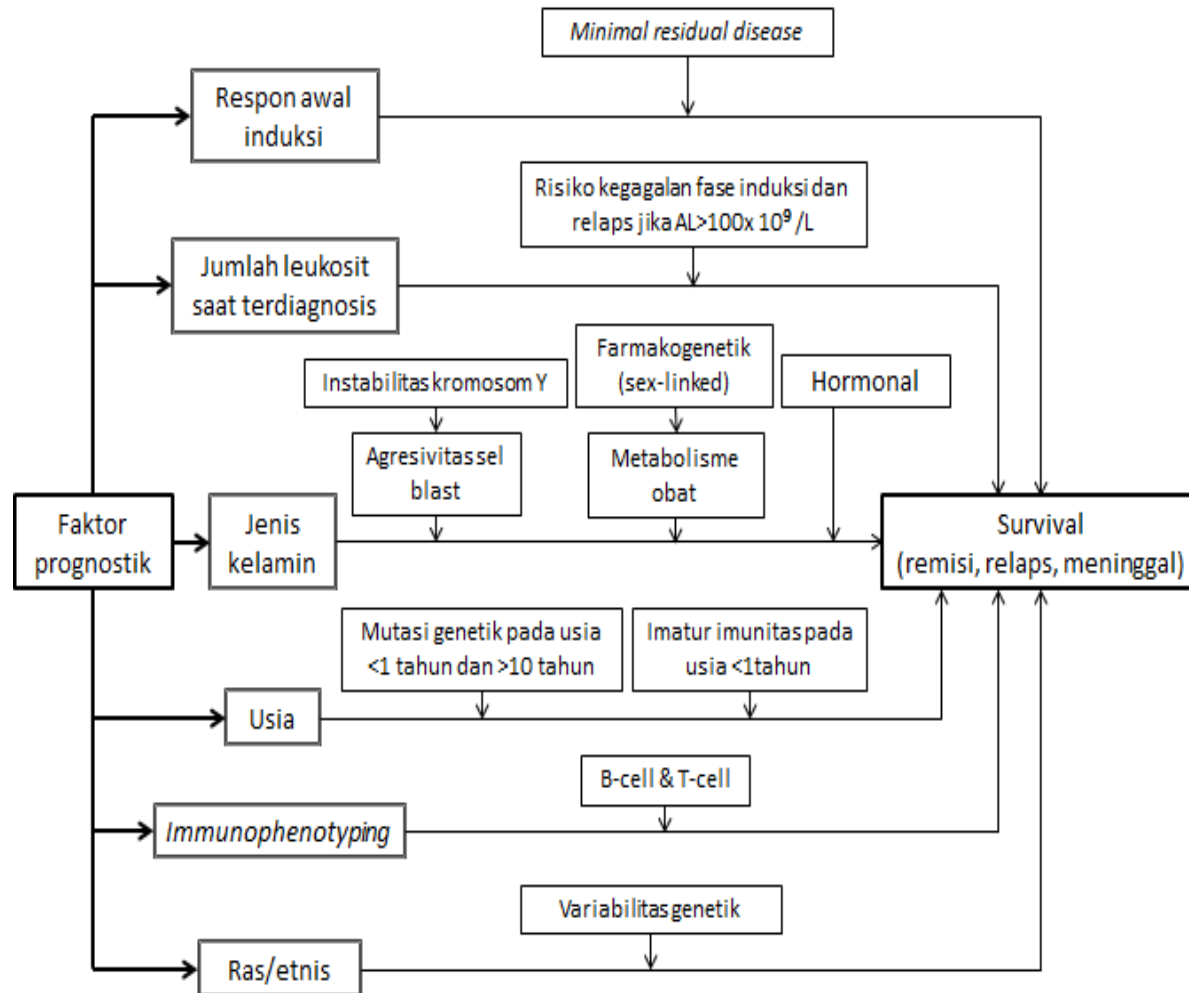 Minimal residual disease
Respon awal
induksi
Risiko kegagalan fase induksi dan
relaps jika AL>100x 10⁹ /L
Jumlah leukosit
saat terdiagnosis
Farmakogenetik
(sex-linked)
Instabilitas kromosom Y
Hormonal
Agresivitas sel
blast
Metabolisme
obat
Faktor
prognostik
Jenis
kelamin
Survival
(remisi, relaps, meninggal)
Mutasi genetik pada usia
<1 tahun dan >10 tahun
Imatur imunitas pada
usia <1tahun
Usia
B-cell & T-cell
Immunophenotyping
Variabilitas genetik
Ras/etnis